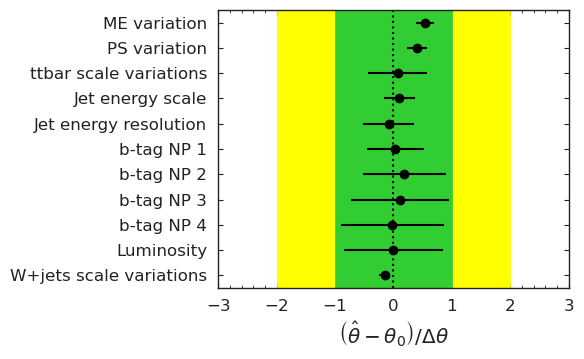 ME variation
PS variation
ttbar scale variations
Jet energy scale
Jet energy resolution
b-tag NP 1
b-tag NP 2
b-tag NP 3
b-tag NP 4
Luminosity
W+jets scale variations
−3 −2 −1 0 1 2 3
(θ̂ − θ₀)/Δθ